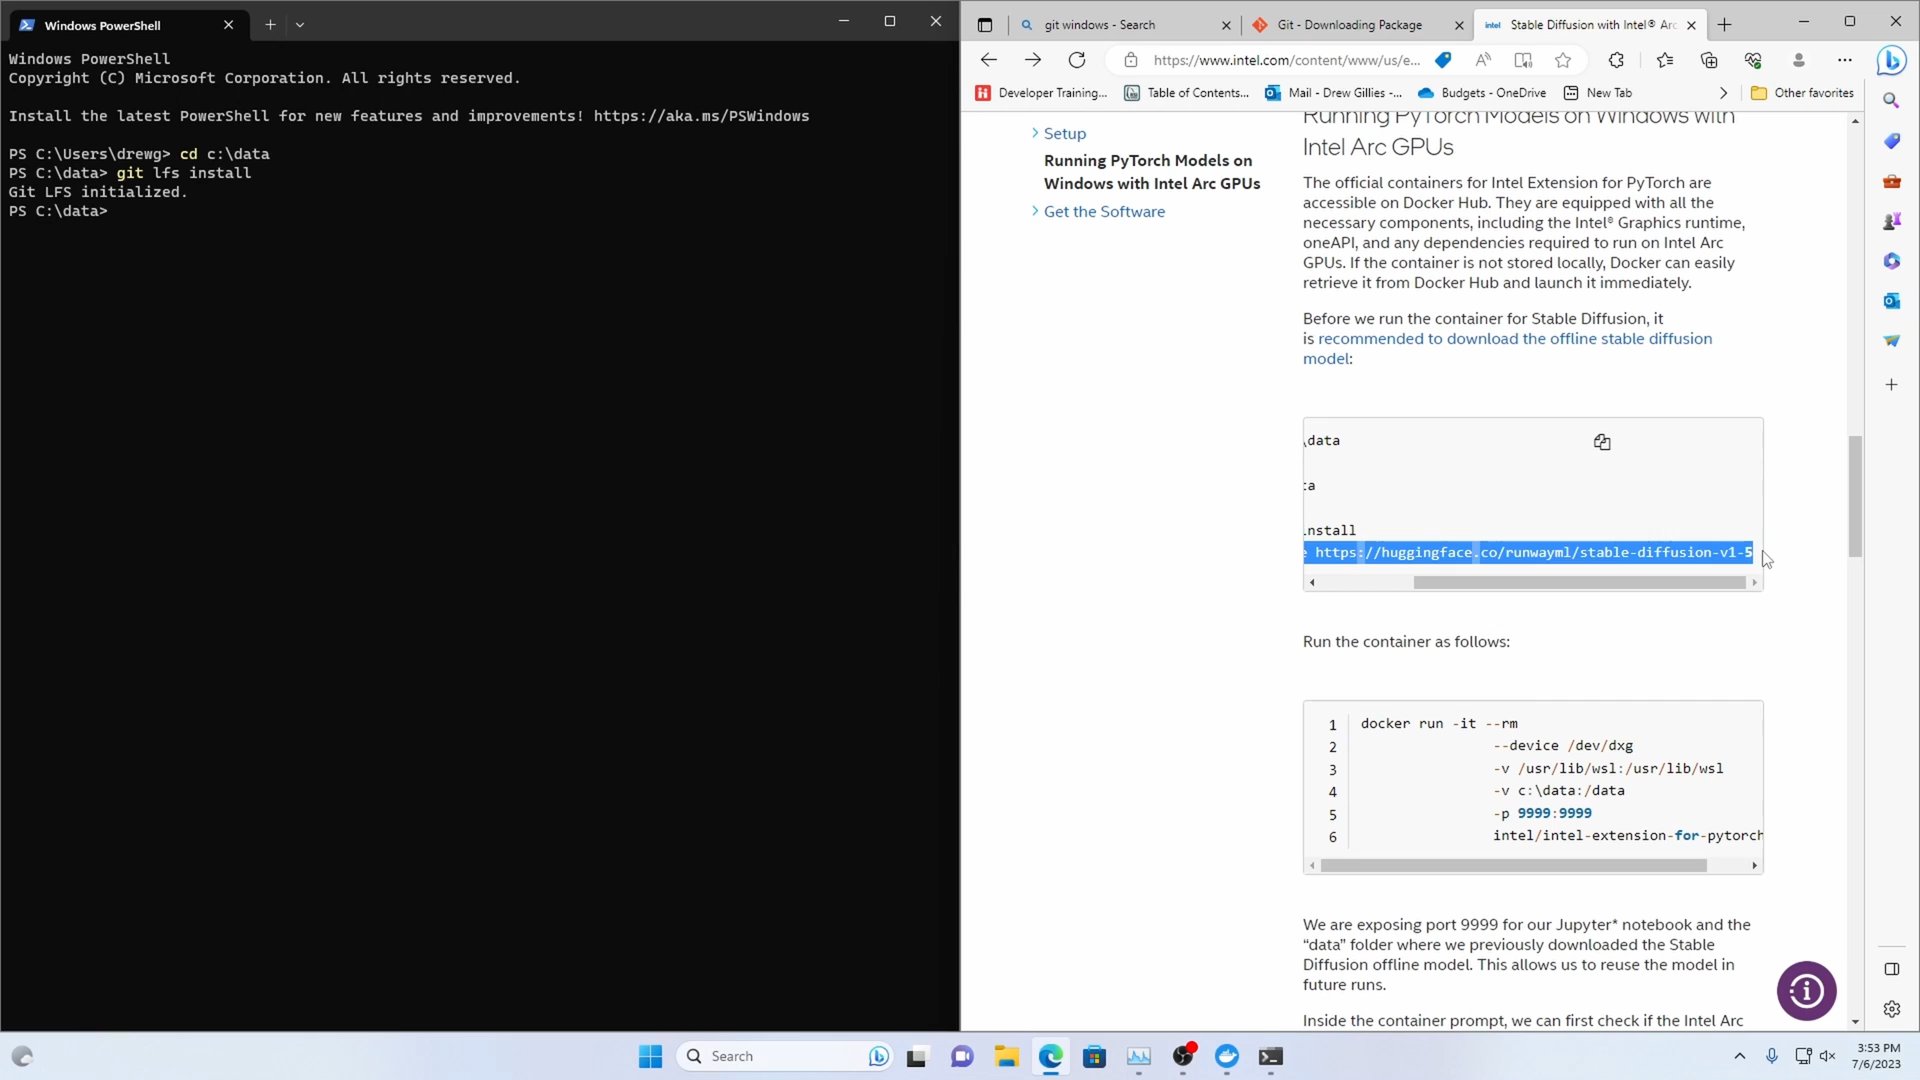 Windows PowerShell
Windows PowerShell
Copyright (C) Microsoft Corporation. All rights reserved.
Install the latest PowerShell for new features and improvements! https://aka.ms/PSWindows
PS C:\Users\drewg> cd c:\data
PS C:\data> git lfs install
Git LFS initialized.
PS C:\data>
git windows - Search
Git - Downloading Package
intel Stable Diffusion with Intel® Arc
https://www.intel.com/content/www/us/e...
Developer Training...
Table of Contents...
Mail - Drew Gillies -...
Budgets - OneDrive
New Tab
Other favorites
Setup
Running PyTorch Models on
Windows with Intel Arc GPUs
Get the Software
Running PyTorch Models on Windows with
Intel Arc GPUs
The official containers for Intel Extension for PyTorch are
accessible on Docker Hub. They are equipped with all the
necessary components, including the Intel® Graphics runtime,
oneAPI, and any dependencies required to run on Intel Arc
GPUs. If the container is not stored locally, Docker can easily
retrieve it from Docker Hub and launch it immediately.
Before we run the container for Stable Diffusion, it
is recommended to download the offline stable diffusion
model:
\data
ta
install
e https://huggingface.co/runwayml/stable-diffusion-v1-5
Run the container as follows:
1 docker run -it --rm
2 --device /dev/dxg
3 -v /usr/lib/wsl:/usr/lib/wsl
4 -v c:\data:/data
5 -p 9999:9999
6 intel/intel-extension-for-pytorch
We are exposing port 9999 for our Jupyter* notebook and the
“data” folder where we previously downloaded the Stable
Diffusion offline model. This allows us to reuse the model in
future runs.
Inside the container prompt, we can first check if the Intel Arc
Search
3:53 PM
7/6/2023